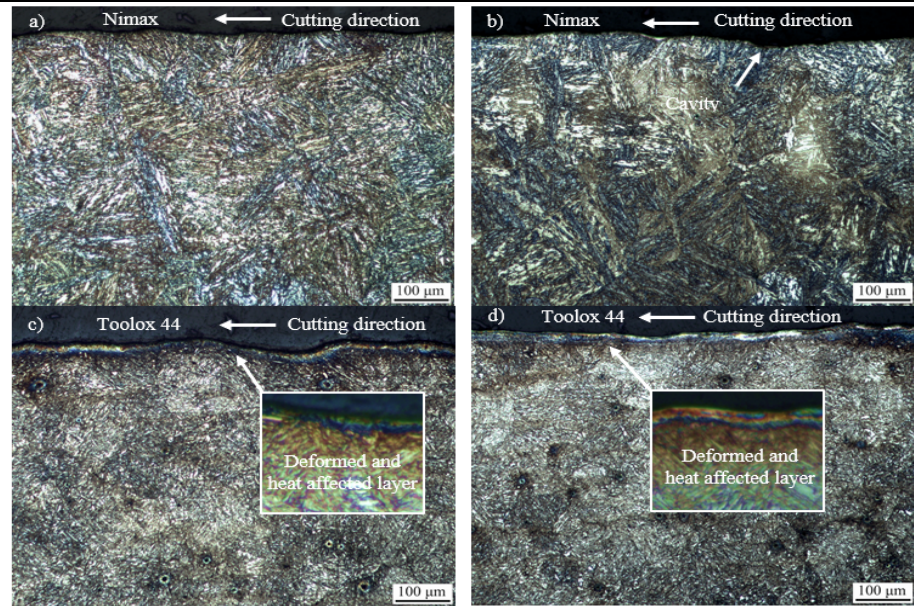 a) Nimax Cutting direction
100 µm
b) Nimax Cutting direction
Cavity
100 µm
c) Toolox 44 Cutting direction
Deformed and
heat affected layer
100 µm
d) Toolox 44 Cutting direction
Deformed and
heat affected layer
100 µm